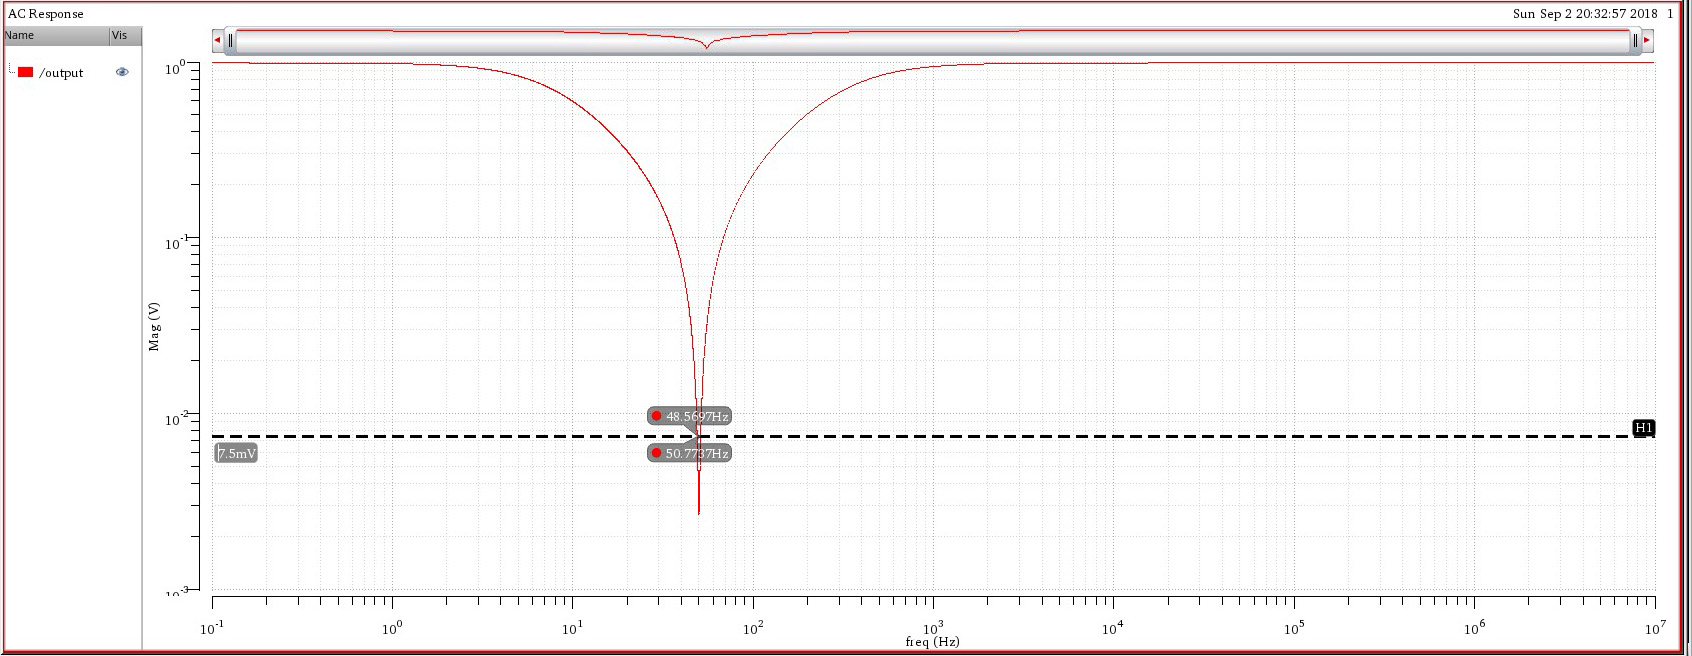 AC Response
Sun Sep 2 20:32:57 2018 1
Name Vis
/output
10^0
10^-1
10^-2
10^-3
Mag (V)
48.5697Hz
50.7737Hz
7.5mV
H1
10^-1 10^0 10^1 10^2 10^3 10^4 10^5 10^6 10^7
freq (Hz)